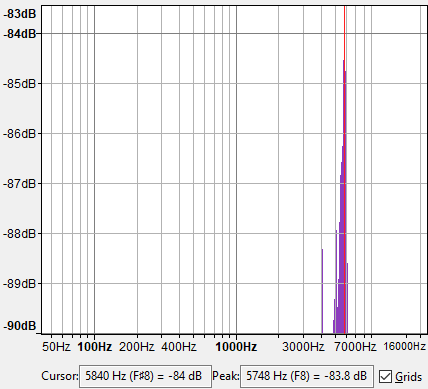 -83dB
-84dB
-85dB
-86dB
-87dB
-88dB
-89dB
-90dB
50Hz 100Hz 200Hz 400Hz 1000Hz 3000Hz 7000Hz 16000Hz
Cursor: 5840 Hz (F#8) = -84 dB Peak: 5748 Hz (F8) = -83.8 dB Grids